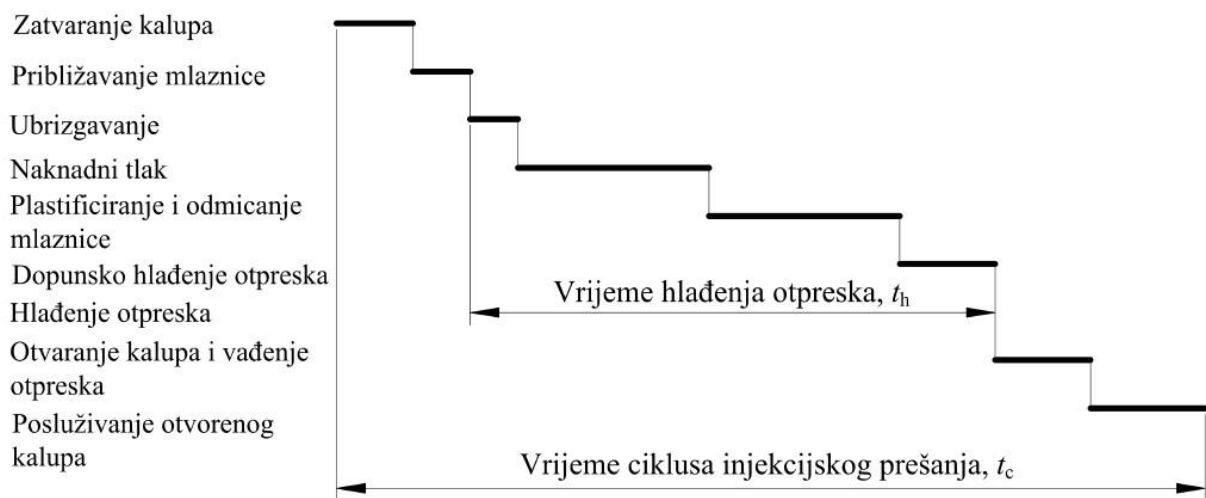 Zatvaranje kalupa
Približavanje mlaznice
Ubrizgavanje
Naknadni tlak
Plastificiranje i odmicanje
mlaznice
Dopunsko hlađenje otpreska
Vrijeme hlađenja otpreska, th
Hlađenje otpreska
Otvaranje kalupa i vađenje
otpreska
Posluživanje otvorenog
kalupa
Vrijeme ciklusa injekcijskog prešanja, tc